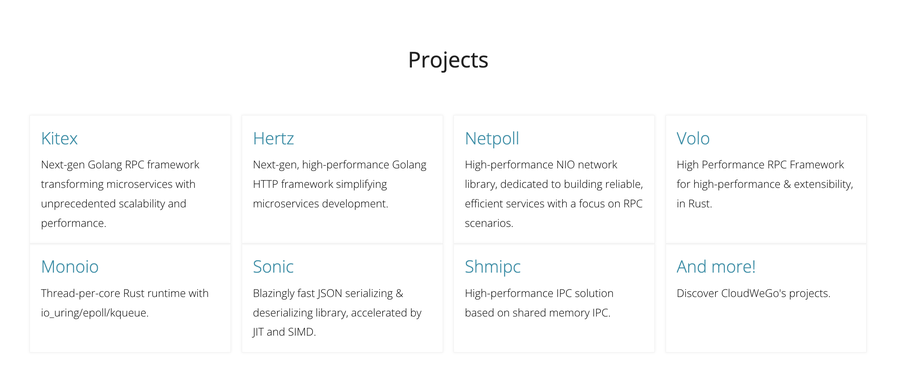 Projects
Kitex
Next-gen Golang RPC framework
transforming microservices with
unprecedented scalability and
performance.
Hertz
Next-gen, high-performance Golang
HTTP framework simplifying
microservices development.
Netpoll
High-performance NIO network
library, dedicated to building reliable,
efficient services with a focus on RPC
scenarios.
Volo
High Performance RPC Framework
for high-performance & extensibility,
in Rust.
Monoio
Thread-per-core Rust runtime with
io_uring/epoll/kqueue.
Sonic
Blazingly fast JSON serializing &
deserializing library, accelerated by
JIT and SIMD.
Shmipc
High-performance IPC solution
based on shared memory IPC.
And more!
Discover CloudWeGo's projects.